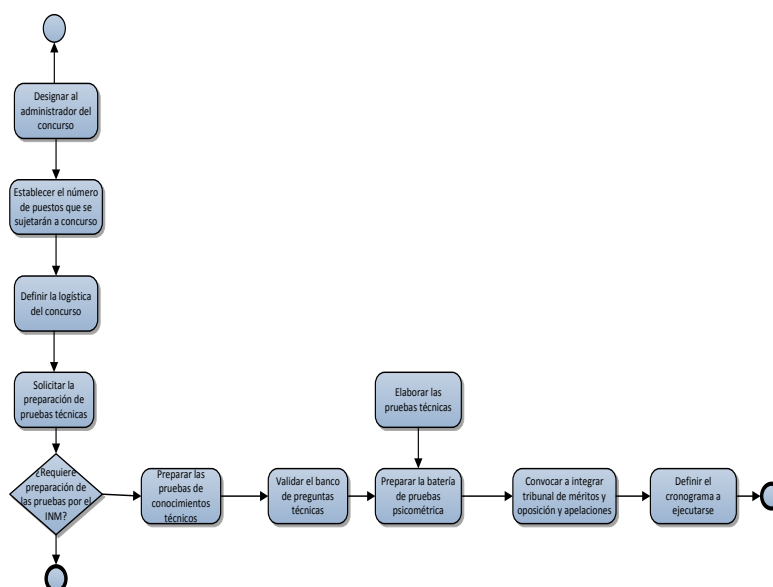 Designar al
administrador del
concurso
Establecer el número
de puestos que se
sujetarán a concurso
Definir la logística
del concurso
Solicitar la
preparación de
pruebas técnicas
Elaborar las
pruebas técnicas
¿Requiere
preparación de
las pruebas por el
INM?
Preparar las
pruebas de
conocimientos
técnicos
Validar el banco
de preguntas
técnicas
Preparar la batería
de pruebas
psicométrica
Convocar a integrar
tribunal de méritos y
oposición y apelaciones
Definir el
cronograma a
ejecutarse